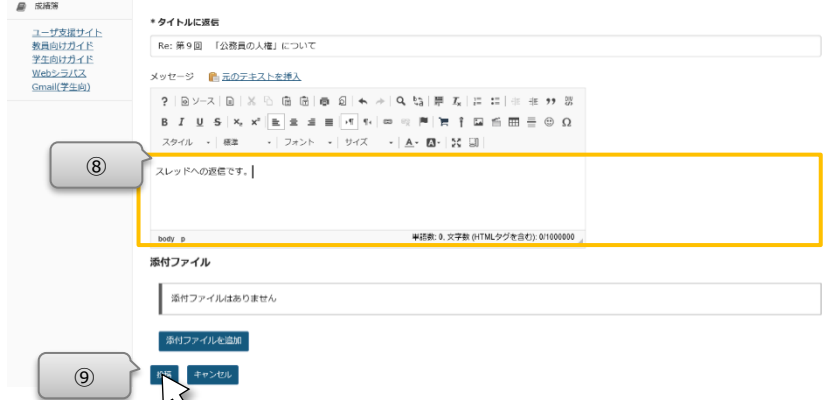 成績簿
ユーザ支援サイト
教員向けガイド
学生向けガイド
Webシラバス
Gmail(学生向)
* タイトルに返信
Re: 第９回　「公務員の人権」について
メッセージ 元のテキストを挿入
? ソース
B I U S x₂ x² Ω
スタイル 標準 フォント サイズ A A
⑧
スレッドへの返信です。
body p 単語数: 0, 文字数 (HTMLタグを含む): 0/1000000
添付ファイル
添付ファイルはありません
添付ファイルを追加
⑨
投稿 キャンセル